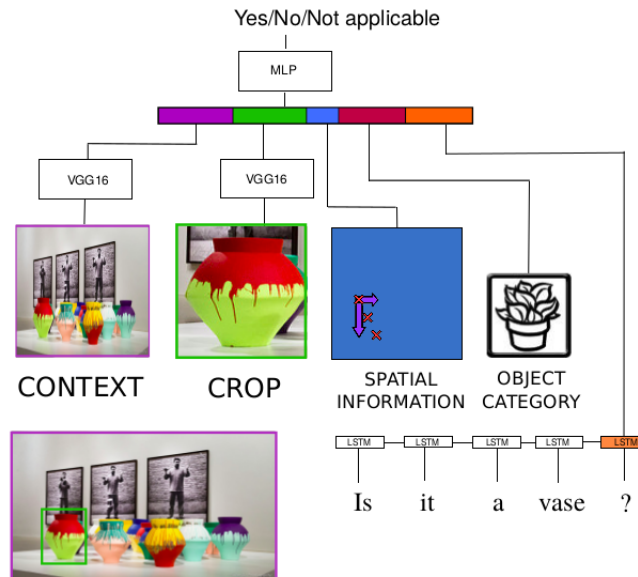 Yes/No/Not applicable
MLP
VGG16
VGG16
CONTEXT
CROP
SPATIAL
INFORMATION
OBJECT
CATEGORY
LSTM LSTM LSTM LSTM LSTM
Is it a vase ?